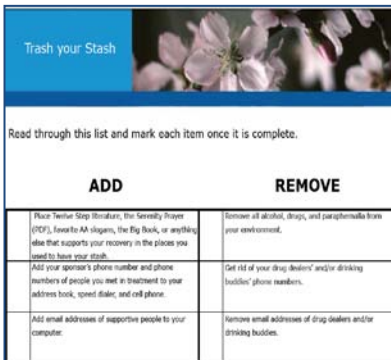 Trash your Stash
Read through this list and mark each item once it is complete.
ADD
REMOVE
Place Twelve Step literature, the Serenity Prayer
(PDF), favorite AA slogans, the Big Book, or anything
else that supports your recovery in the places you
used to have your stash.
Remove all alcohol, drugs, and paraphernalia from
your environment.
Add your sponsor's phone number and phone
numbers of people you met in treatment to your
address book, speed dialer, and cell phone.
Get rid of your drug dealers' and/or drinking
buddies' phone numbers.
Add email addresses of supportive people to your
computer.
Remove email addresses of drug dealers and/or
drinking buddies.